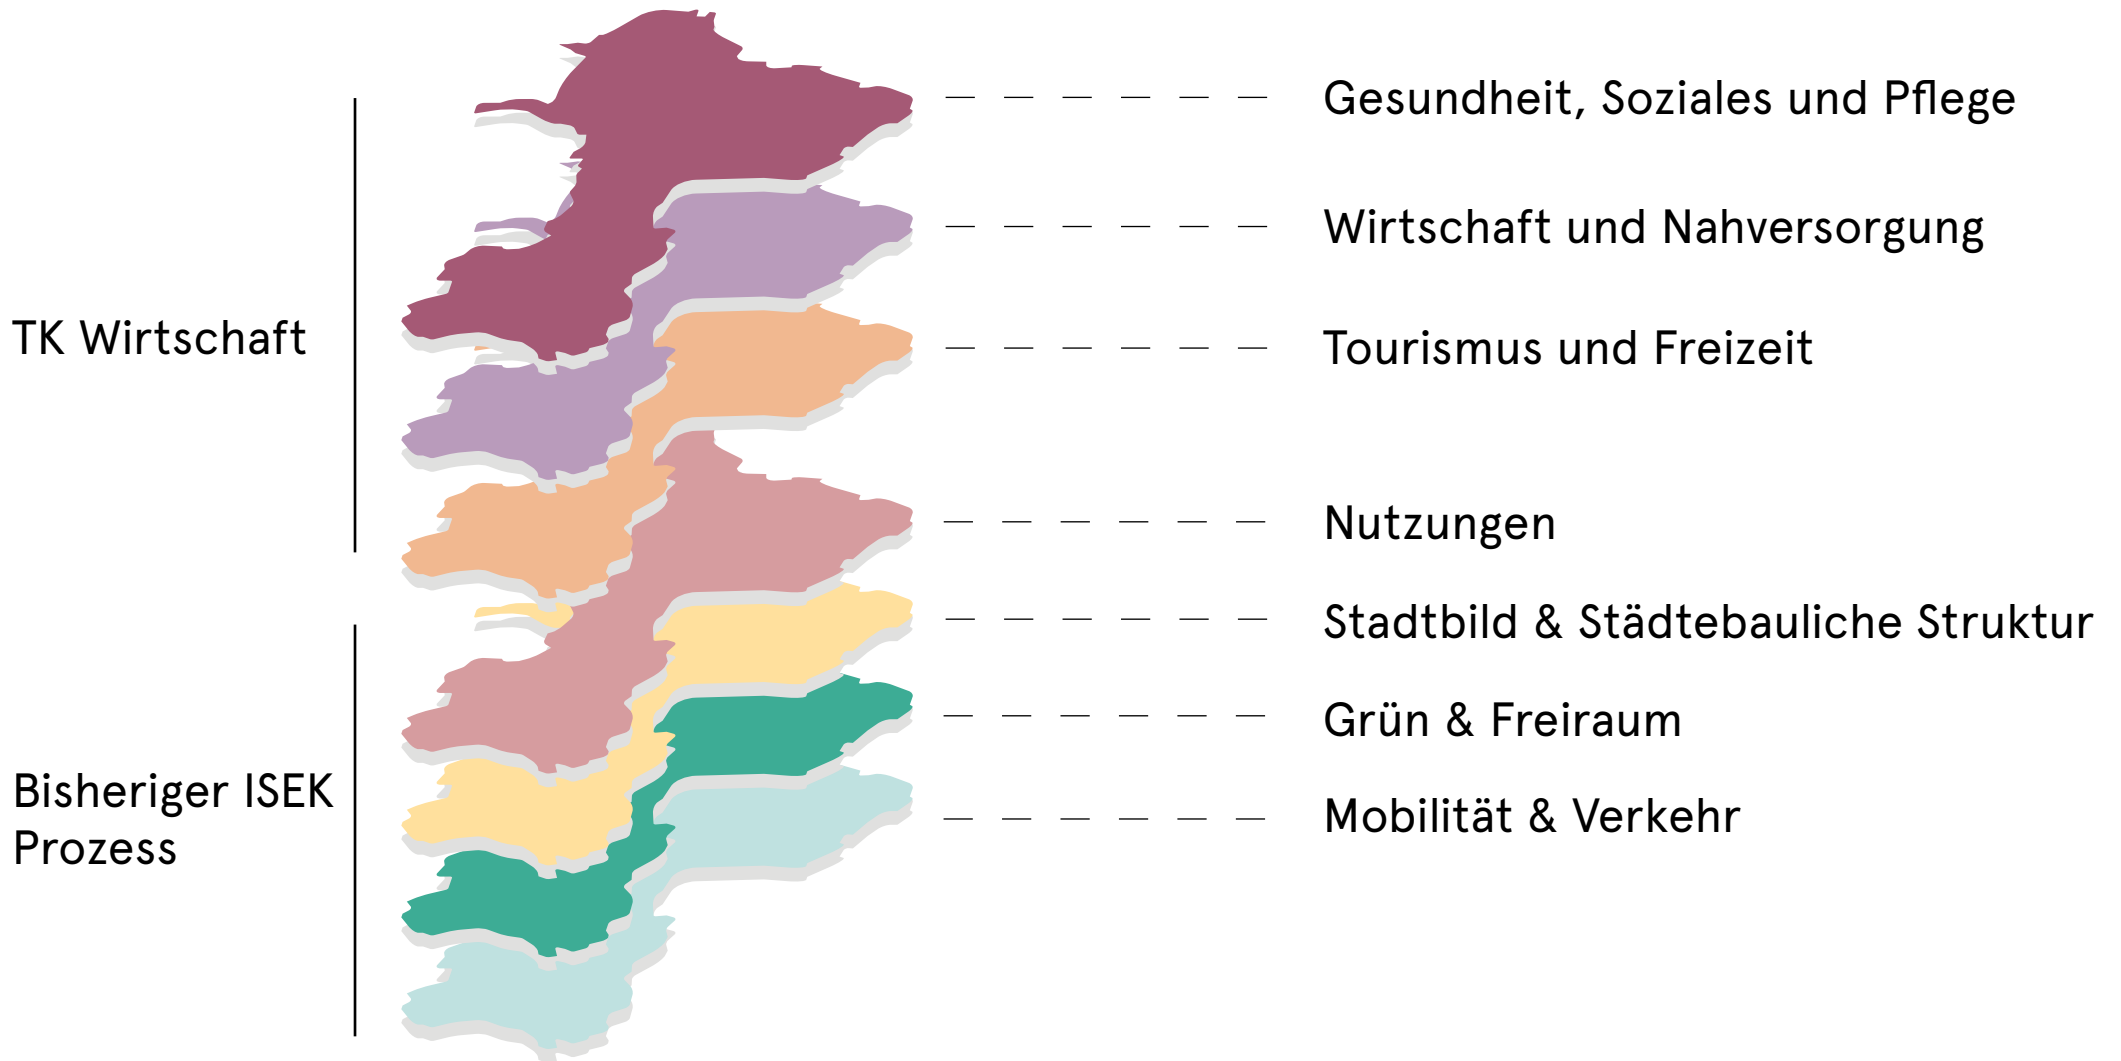 Gesundheit, Soziales und Pflege
Wirtschaft und Nahversorgung
TK Wirtschaft
Tourismus und Freizeit
Nutzungen
Stadtbild & Städtebauliche Struktur
Grün & Freiraum
Bisheriger ISEK
Prozess
Mobilität & Verkehr